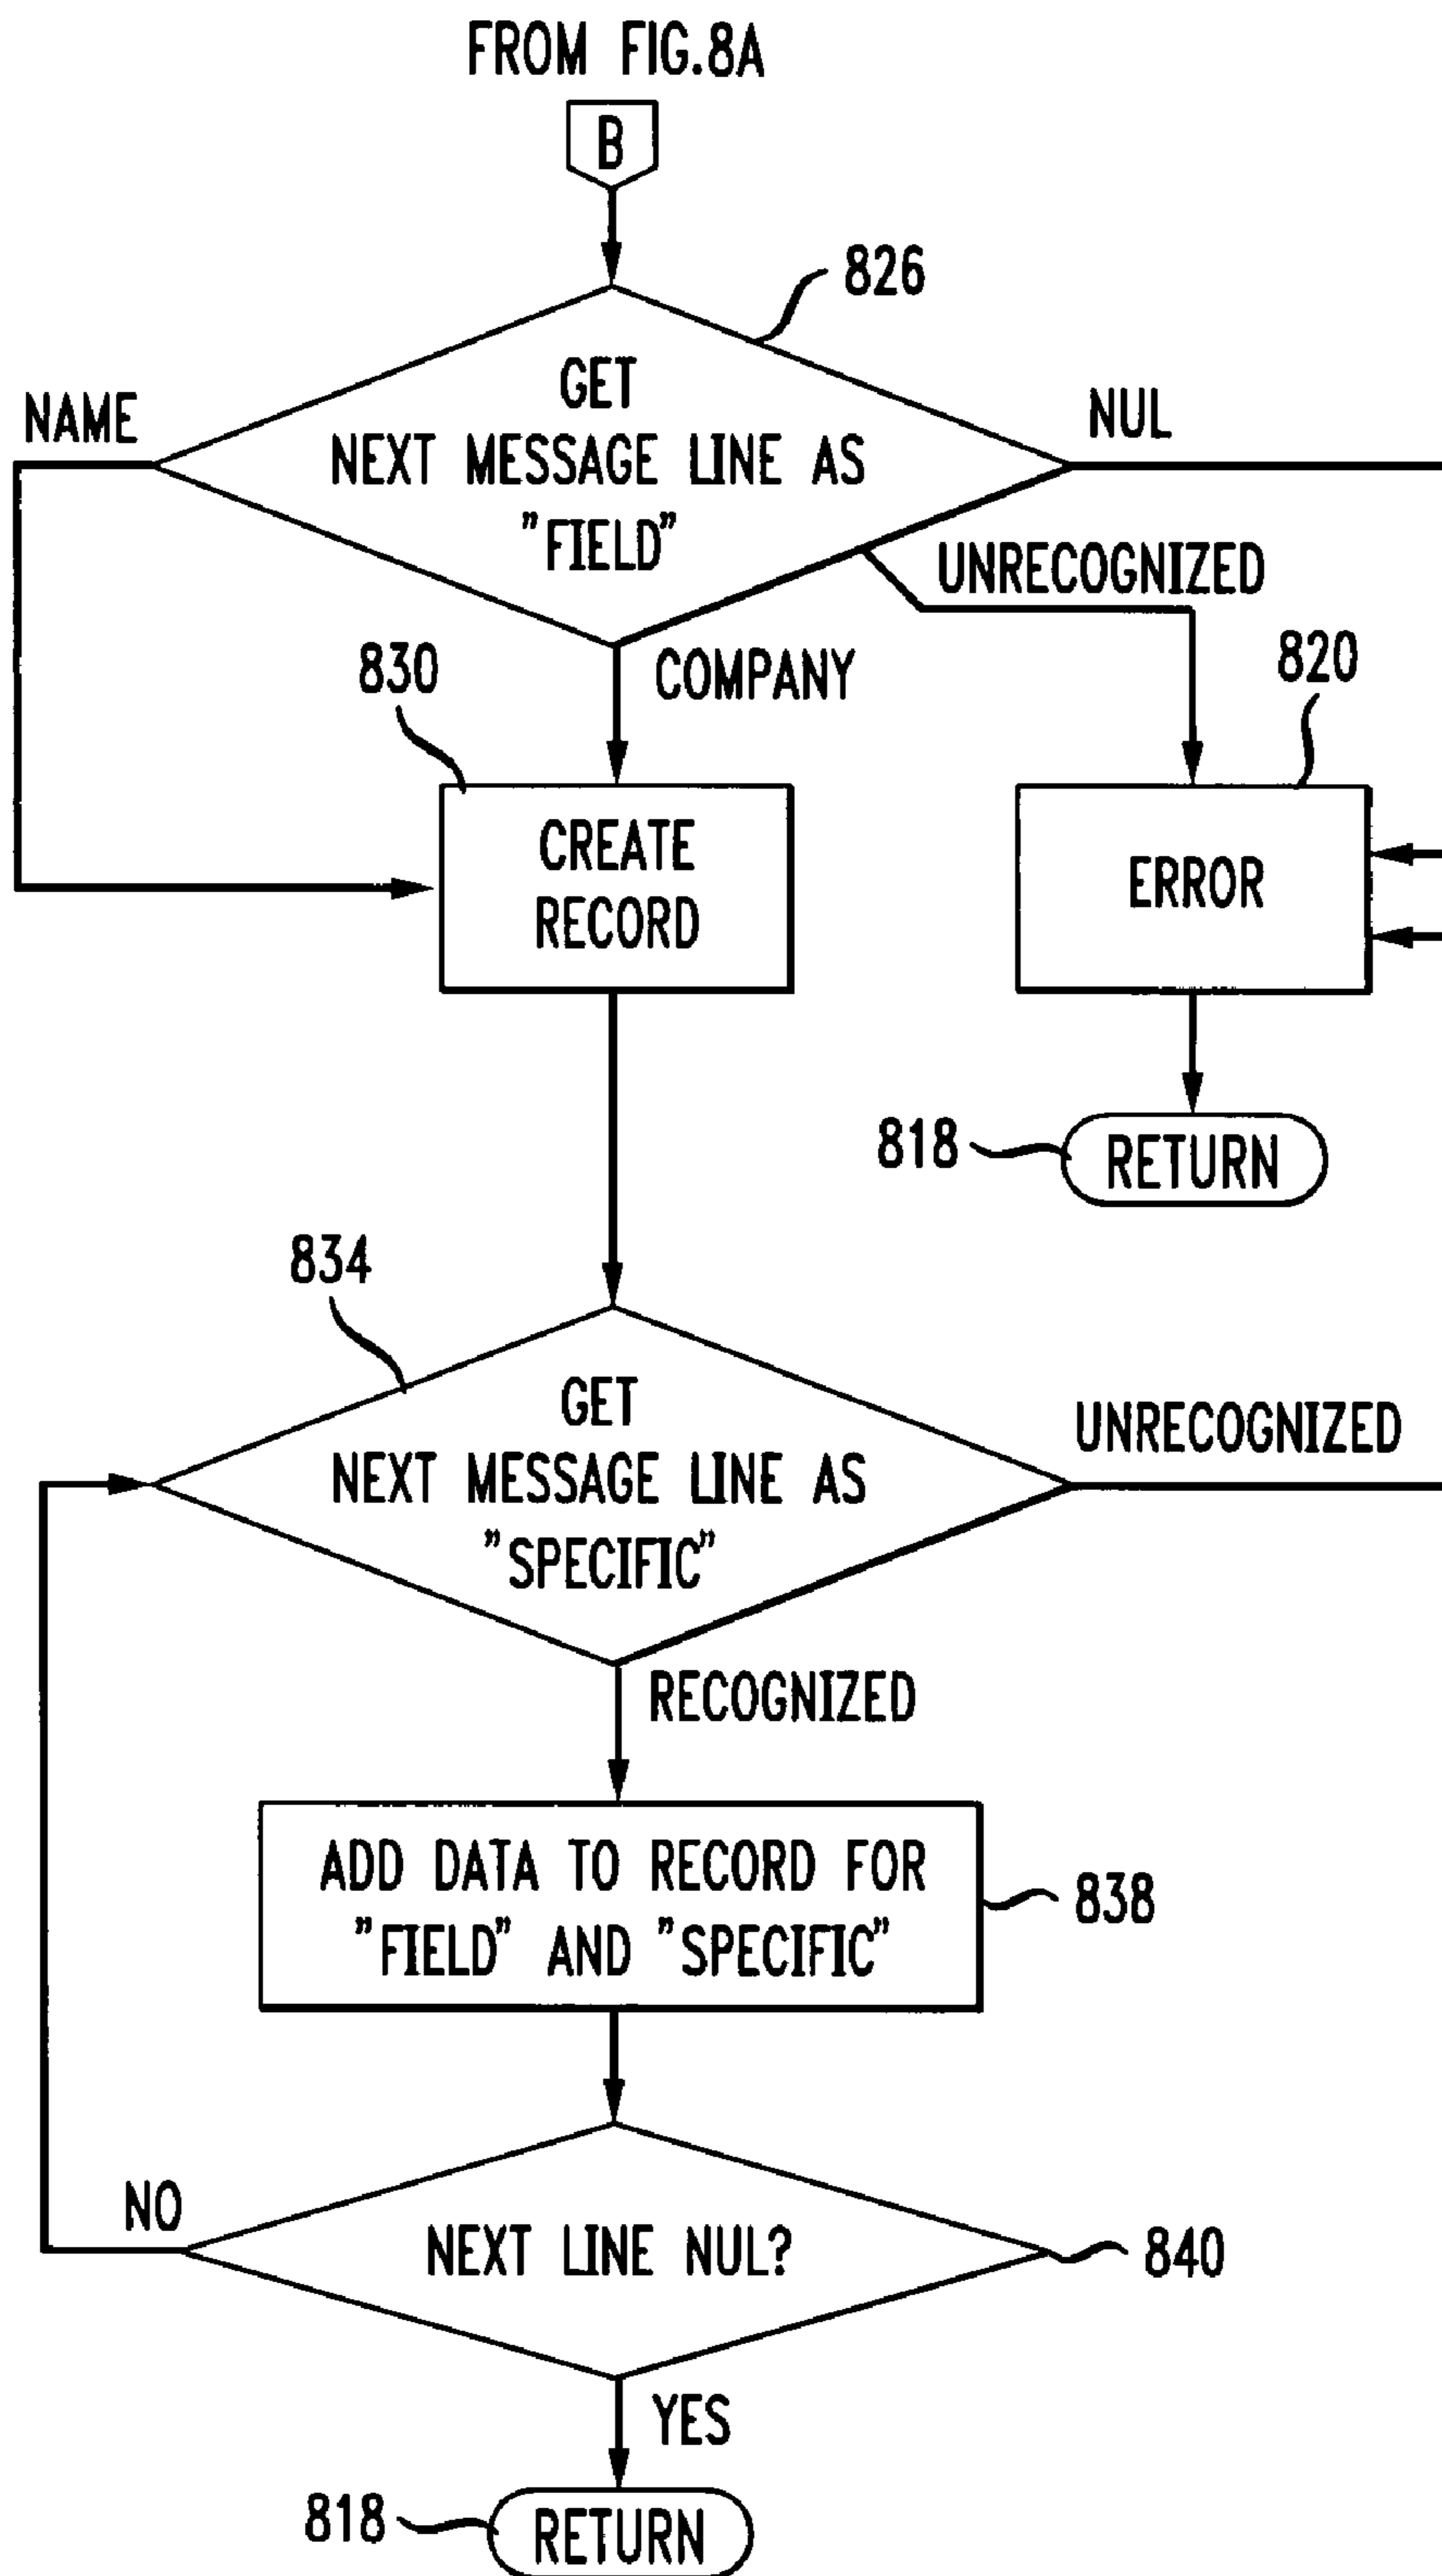 FROM FIG.8A
B
826
GET
NEXT MESSAGE LINE AS
"FIELD"
NAME
NUL
UNRECOGNIZED
COMPANY
830
820
CREATE
RECORD
ERROR
818
RETURN
834
GET
NEXT MESSAGE LINE AS
"SPECIFIC"
UNRECOGNIZED
RECOGNIZED
ADD DATA TO RECORD FOR
"FIELD" AND "SPECIFIC"
838
NO
NEXT LINE NUL?
840
YES
818
RETURN